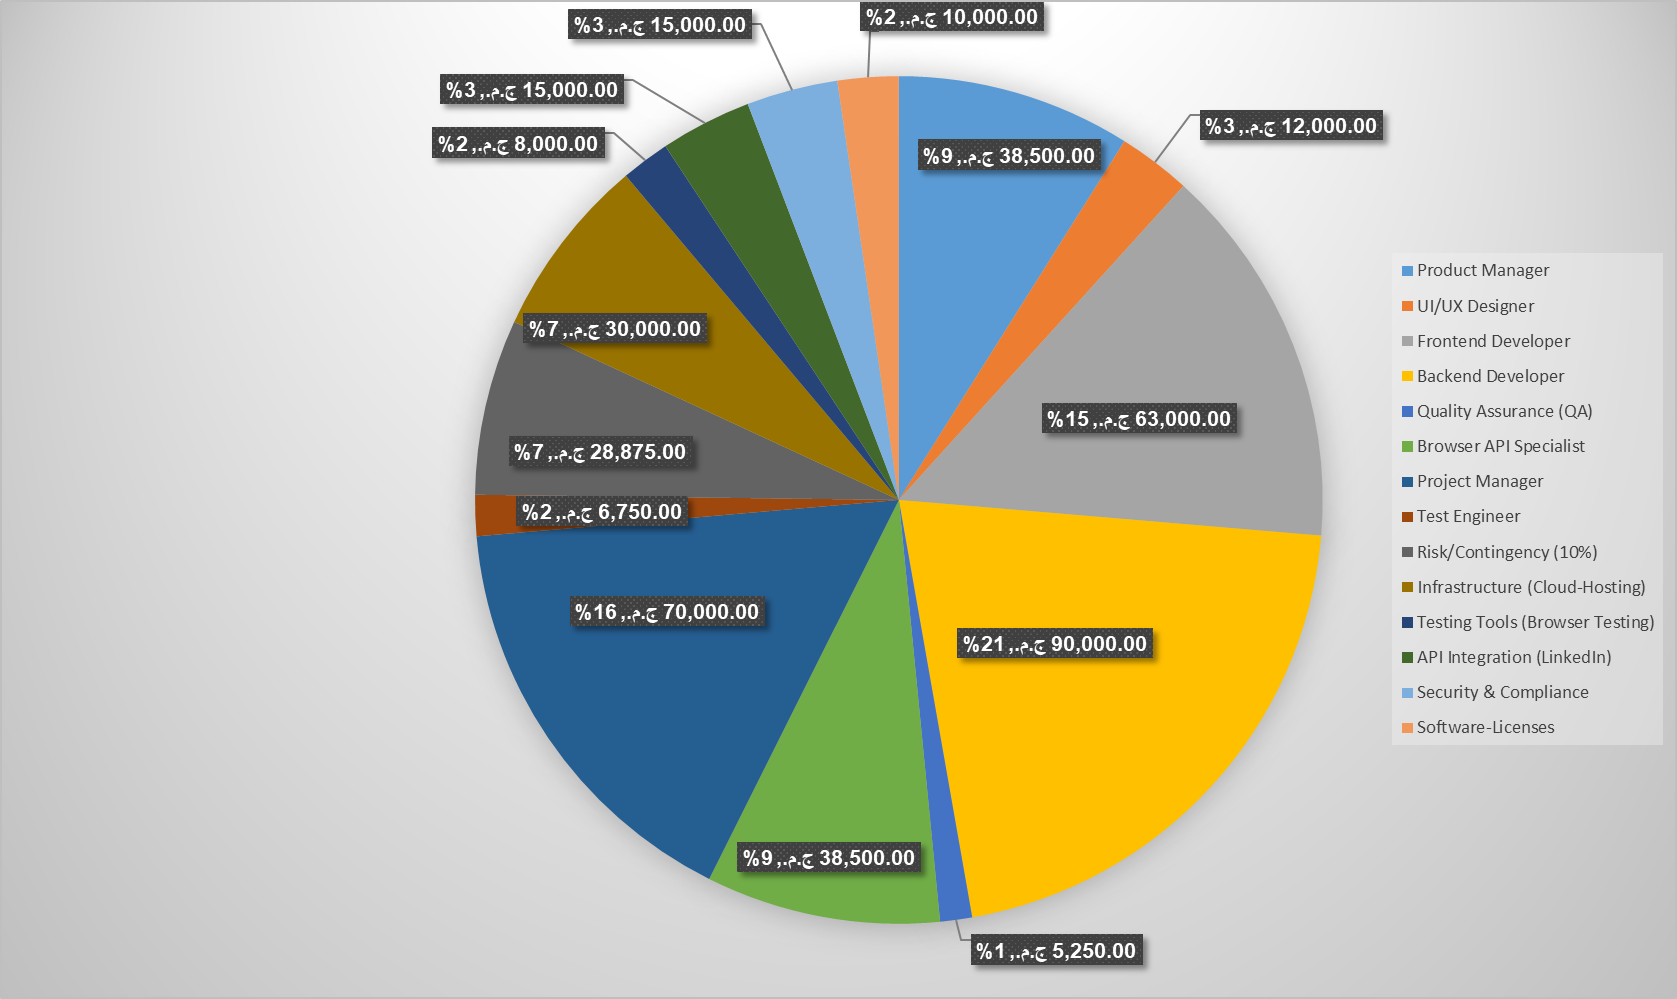 %2 ,ج.م.‏ 10,000.00
%3 ,ج.م.‏ 15,000.00
%3 ,ج.م.‏ 15,000.00
%2 ,ج.م.‏ 8,000.00
%3 ,ج.م.‏ 12,000.00
%9 ,ج.م.‏ 38,500.00
%7 ,ج.م.‏ 30,000.00
%15 ,ج.م.‏ 63,000.00
%7 ,ج.م.‏ 28,875.00
%2 ,ج.م.‏ 6,750.00
%16 ,ج.م.‏ 70,000.00
%21 ,ج.م.‏ 90,000.00
%9 ,ج.م.‏ 38,500.00
%1 ,ج.م.‏ 5,250.00
Product Manager
UI/UX Designer
Frontend Developer
Backend Developer
Quality Assurance (QA)
Browser API Specialist
Project Manager
Test Engineer
Risk/Contingency (10%)
Infrastructure (Cloud-Hosting)
Testing Tools (Browser Testing)
API Integration (LinkedIn)
Security & Compliance
Software-Licenses